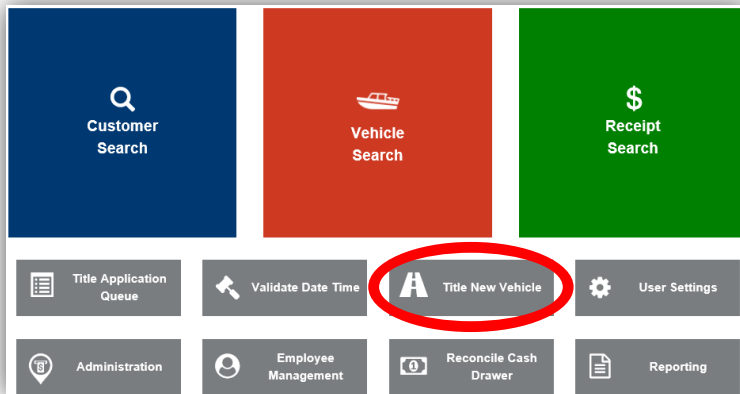 Customer
Search
Vehicle
Search
$
Receipt
Search
Title Application
Queue
Validate Date Time
Title New Vehicle
User Settings
Administration
Employee
Management
1
Reconcile Cash
Drawer
Reporting